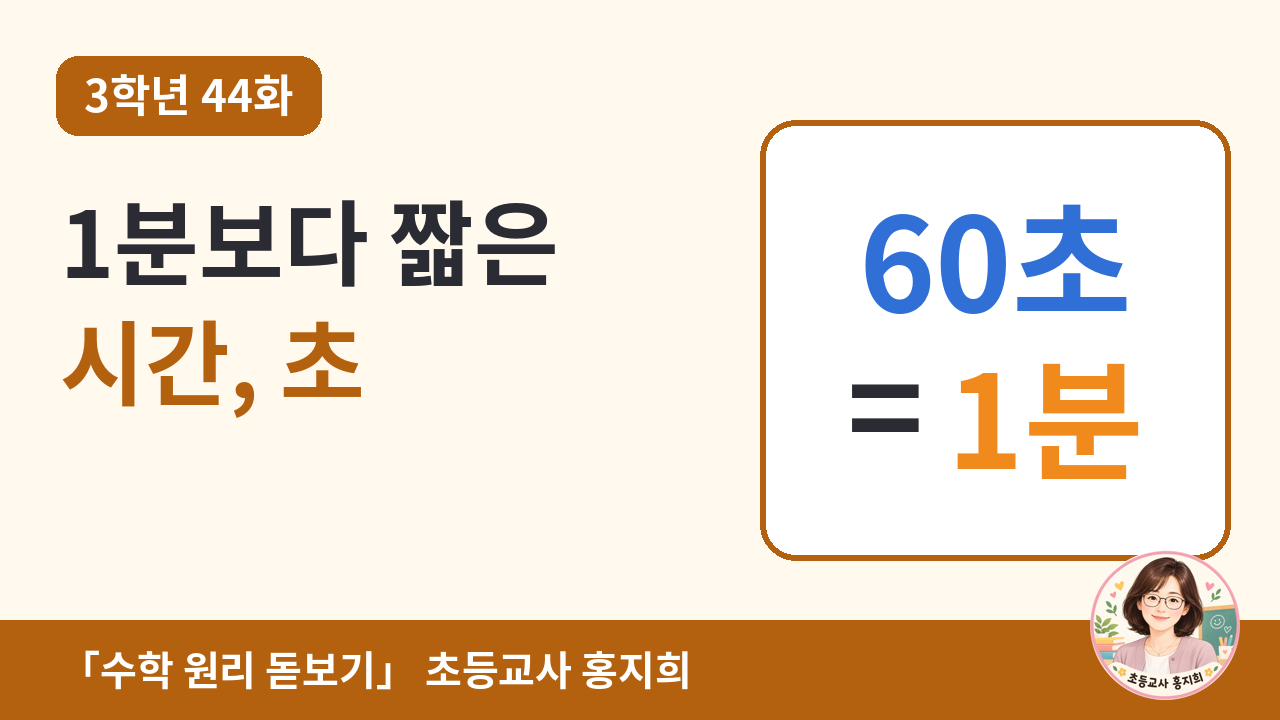 3학년 44화
1분보다 짧은
시간, 초
60초
= 1분
「수학 원리 돋보기」 초등교사 홍지희
초등교사 홍지희